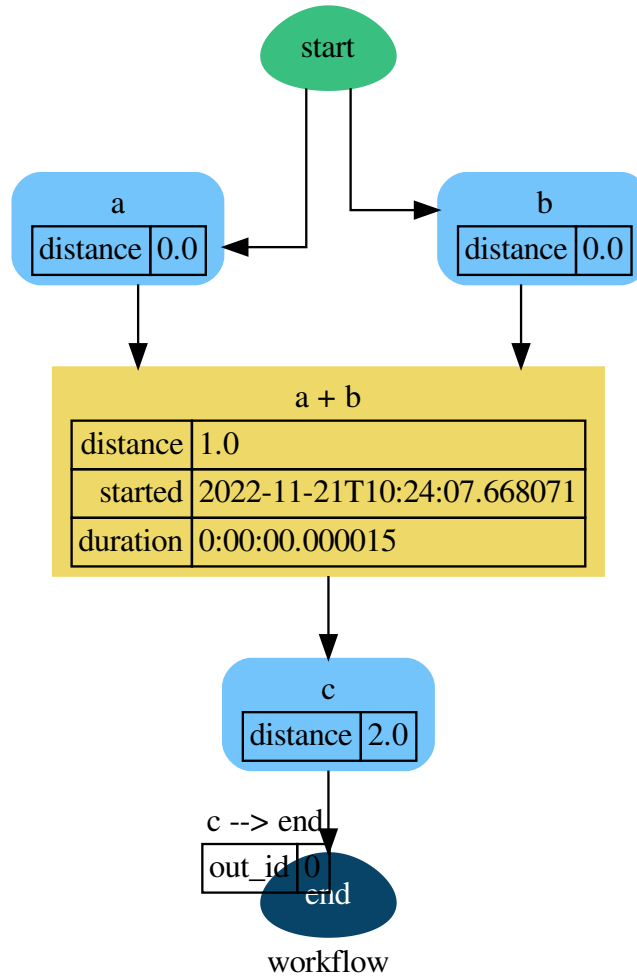 start
a
distance 0.0
b
distance 0.0
a + b
distance 1.0
started 2022-11-21T10:24:07.668071
duration 0:00:00.000015
c
distance 2.0
c --> end
out_id 0
end
workflow